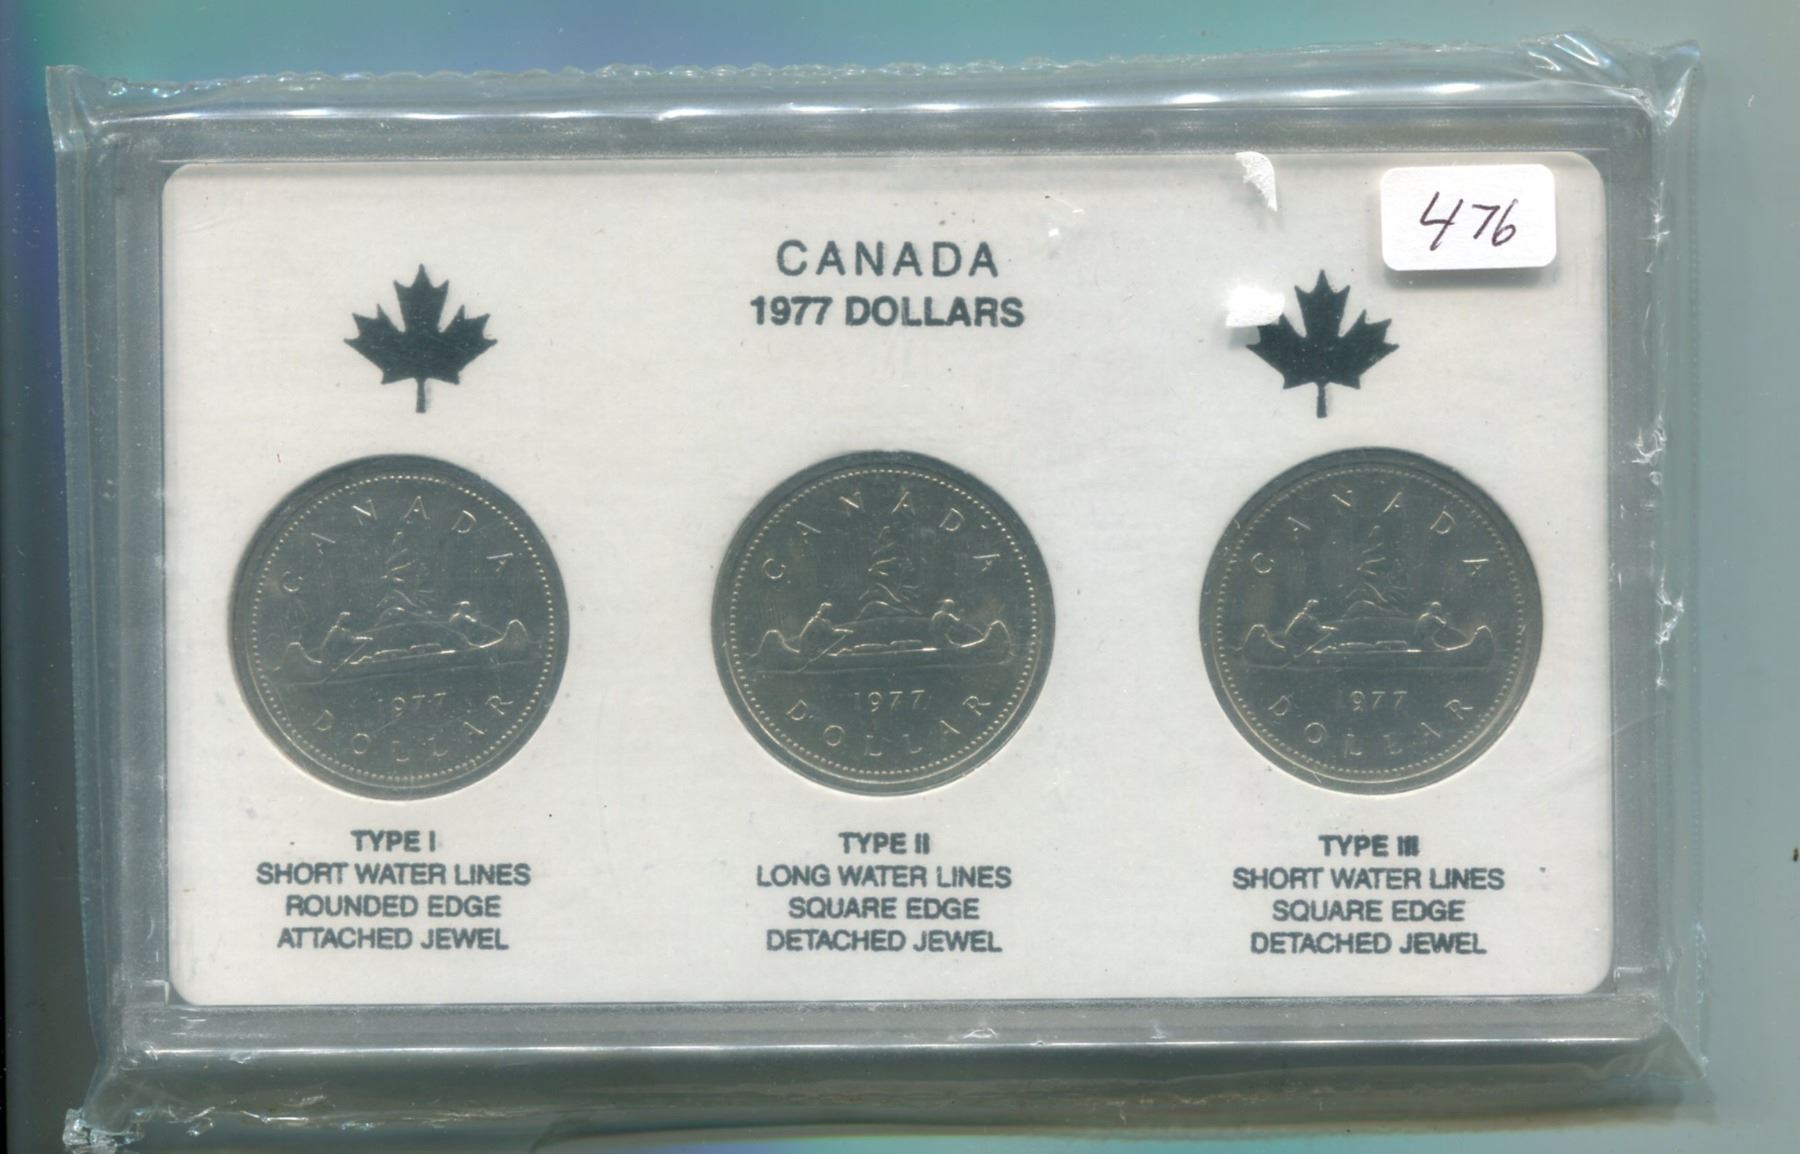 476
CANADA
1977 DOLLARS
CANADA
1977
DOLLAR
CANADA
1977
DOLLAR
CANADA
1977
DOLLAR
TYPE I
SHORT WATER LINES
ROUNDED EDGE
ATTACHED JEWEL
TYPE II
LONG WATER LINES
SQUARE EDGE
DETACHED JEWEL
TYPE III
SHORT WATER LINES
SQUARE EDGE
DETACHED JEWEL